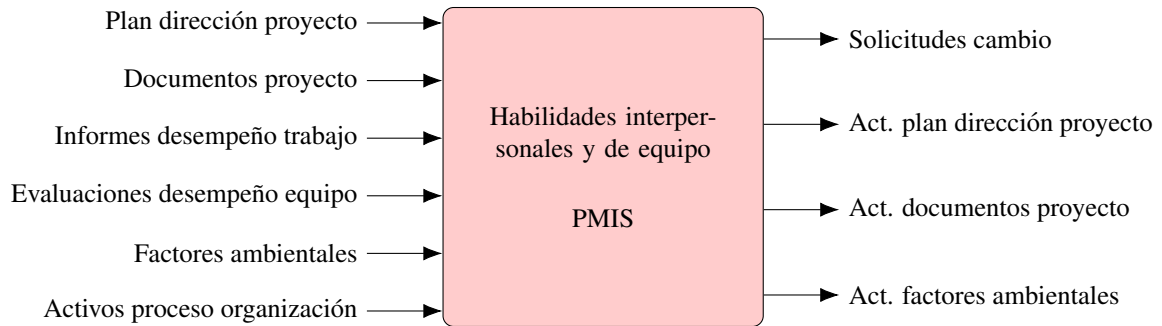 Plan dirección proyecto
Documentos proyecto
Informes desempeño trabajo
Evaluaciones desempeño equipo
Factores ambientales
Activos proceso organización
Habilidades interper-
sonales y de equipo
PMIS
Solicitudes cambio
Act. plan dirección proyecto
Act. documentos proyecto
Act. factores ambientales